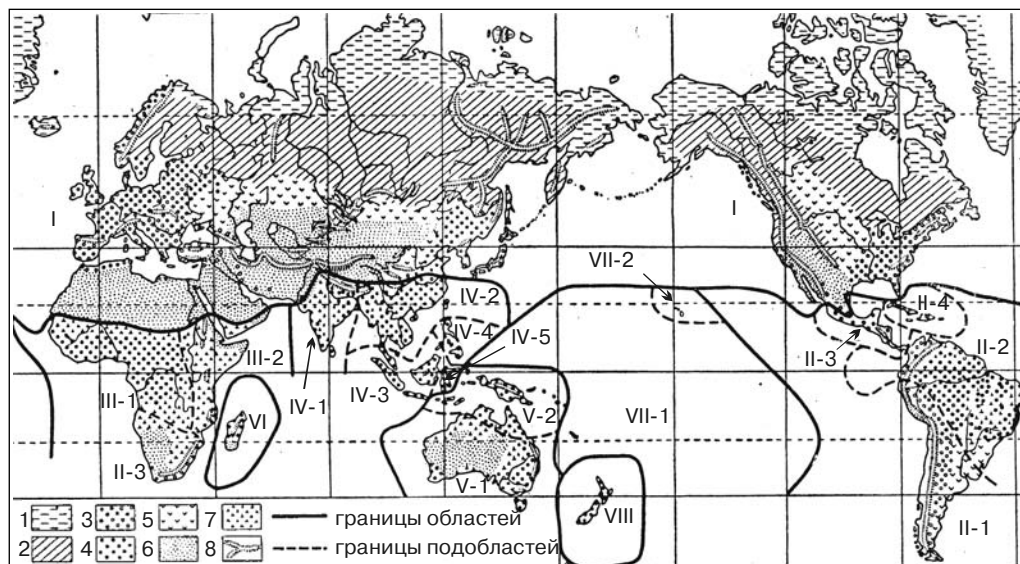 I
I
VII-2
IV-2
IV-4
IV-5
II-4
II-3
II-2
III-2
IV-1
IV-3
III-1
VI
V-2
VII-1
II-3
V-1
VIII
II-1
1 3 5 7 границы областей
2 4 6 8 границы подобластей